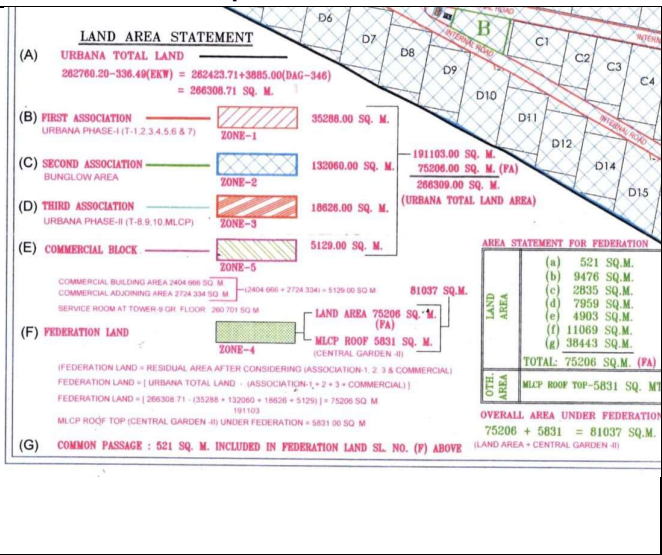 LAND AREA STATEMENT
(A) URBANA TOTAL LAND
262760.20-336.49(EKW) = 262423.71+3885.00(DAG-346)
= 266308.71 SQ. M.
(B) FIRST ASSOCIATION 35288.00 SQ. M.
URBANA PHASE-I (T-1,2,3,4,5,6 & 7)
ZONE-1
(C) SECOND ASSOCIATION 132060.00 SQ. M.
BUNGLOW AREA
ZONE-2
(D) THIRD ASSOCIATION 18626.00 SQ. M.
URBANA PHASE-II (T-8,9,10,MLCP)
ZONE-3
(E) COMMERCIAL BLOCK 5129.00 SQ. M.
ZONE-5
191103.00 SQ. M.
75206.00 SQ. M. (FA)
266309.00 SQ. M.
(URBANA TOTAL LAND AREA)
COMMERCIAL BUILDING AREA 2404.666 SQ. M
COMMERCIAL ADJOINING AREA 2724.334 SQ. M
(2404.666 + 2724.334) = 5129.00 SQ M
SERVICE ROOM AT TOWER-9 GR. FLOOR 260.701 SQ M
81037 SQ.M.
(F) FEDERATION LAND
ZONE-4
LAND AREA 75206 SQ. M.
(FA)
MLCP ROOF 5831 SQ. M.
(CENTRAL GARDEN -II)
(FEDERATION LAND = RESIDUAL AREA AFTER CONSIDERING (ASSOCIATION-1, 2, 3 & COMMERCIAL)
FEDERATION LAND = [ URBANA TOTAL LAND - (ASSOCIATION-1 + 2 + 3 + COMMERCIAL) ]
FEDERATION LAND = [ 266308.71 - (35288 + 132060 + 18626 + 5129) ] = 75206 SQ M
191103
MLCP ROOF TOP (CENTRAL GARDEN -II) UNDER FEDERATION = 5831.00 SQ M
(G) COMMON PASSAGE : 521 SQ. M. INCLUDED IN FEDERATION LAND SL. NO. (F) ABOVE
AREA STATEMENT FOR FEDERATION
LAND AREA
(a) 521 SQ.M.
(b) 9476 SQ.M.
(c) 2835 SQ.M.
(d) 7959 SQ.M.
(e) 4903 SQ.M.
(f) 11069 SQ.M.
(g) 38443 SQ.M.
TOTAL: 75206 SQ.M. (FA)
OTH. AREA
MLCP ROOF TOP-5831 SQ. MT
OVERALL AREA UNDER FEDERATION
75206 + 5831 = 81037 SQ.M.
(LAND AREA + CENTRAL GARDEN -II)
D6
D7
D8
D9
D10
D11
D12
D14
D15
B
C1
C2
C3
C4
INTERNAL ROAD
INTERNAL ROAD